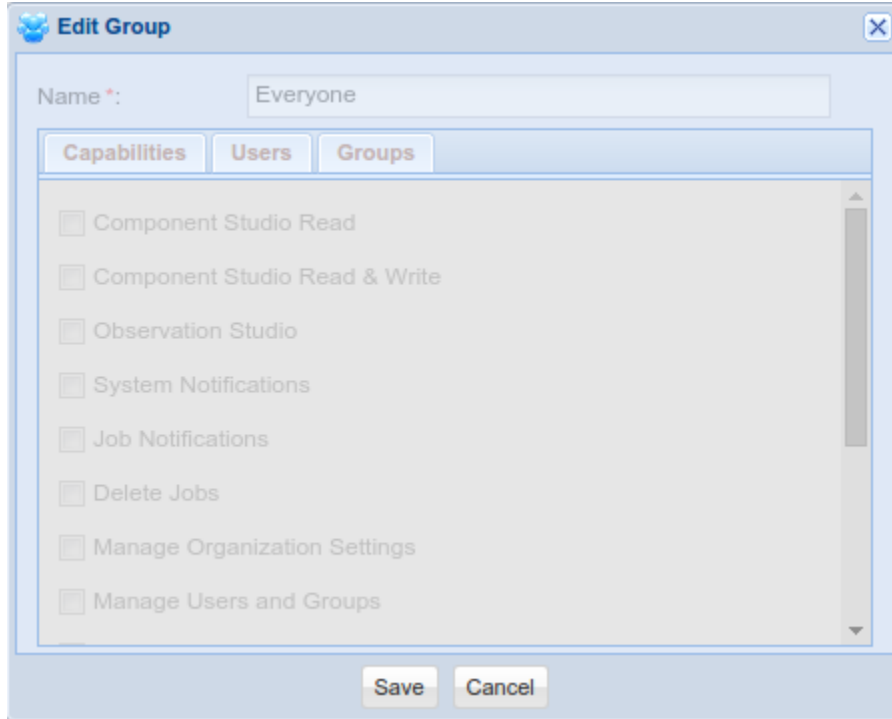 Edit Group
Name *: Everyone
Capabilities Users Groups
Component Studio Read
Component Studio Read & Write
Observation Studio
System Notifications
Job Notifications
Delete Jobs
Manage Organization Settings
Manage Users and Groups
Save Cancel